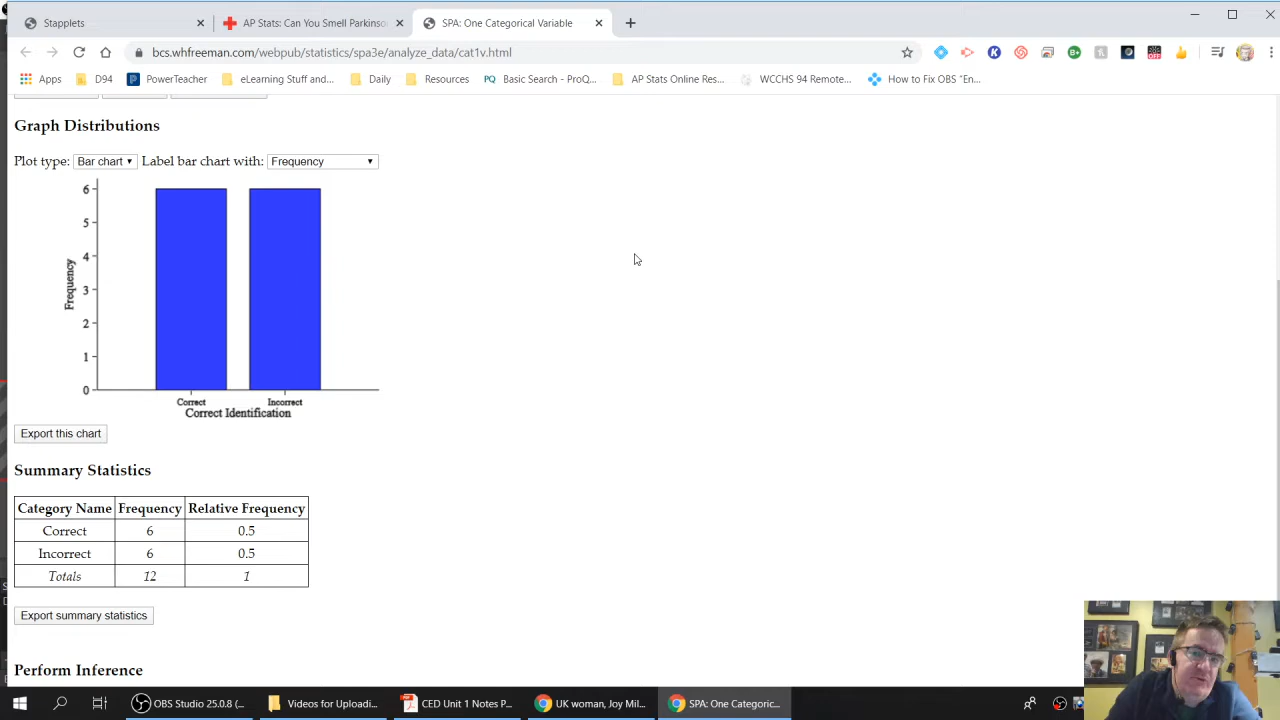 Stapplets
AP Stats: Can You Smell Parkinso
SPA: One Categorical Variable
bcs.whfreeman.com/webpub/statistics/spa3e/analyze_data/cat1v.html
Apps
D94
PowerTeacher
eLearning Stuff and...
Daily
Resources
PQ Basic Search - ProQ...
AP Stats Online Res...
WCCHS 94 Remote...
How to Fix OBS "En...
Graph Distributions
Plot type: Bar chart Label bar chart with: Frequency
6
5
4
3
2
1
0
Frequency
Correct Incorrect
Correct Identification
Export this chart
Summary Statistics
Category Name Frequency Relative Frequency
Correct 6 0.5
Incorrect 6 0.5
Totals 12 1
Export summary statistics
Perform Inference
OBS Studio 25.0.8 (...
Videos for Uploadi...
CED Unit 1 Notes P...
UK woman, Joy Mil...
SPA: One Categoric...